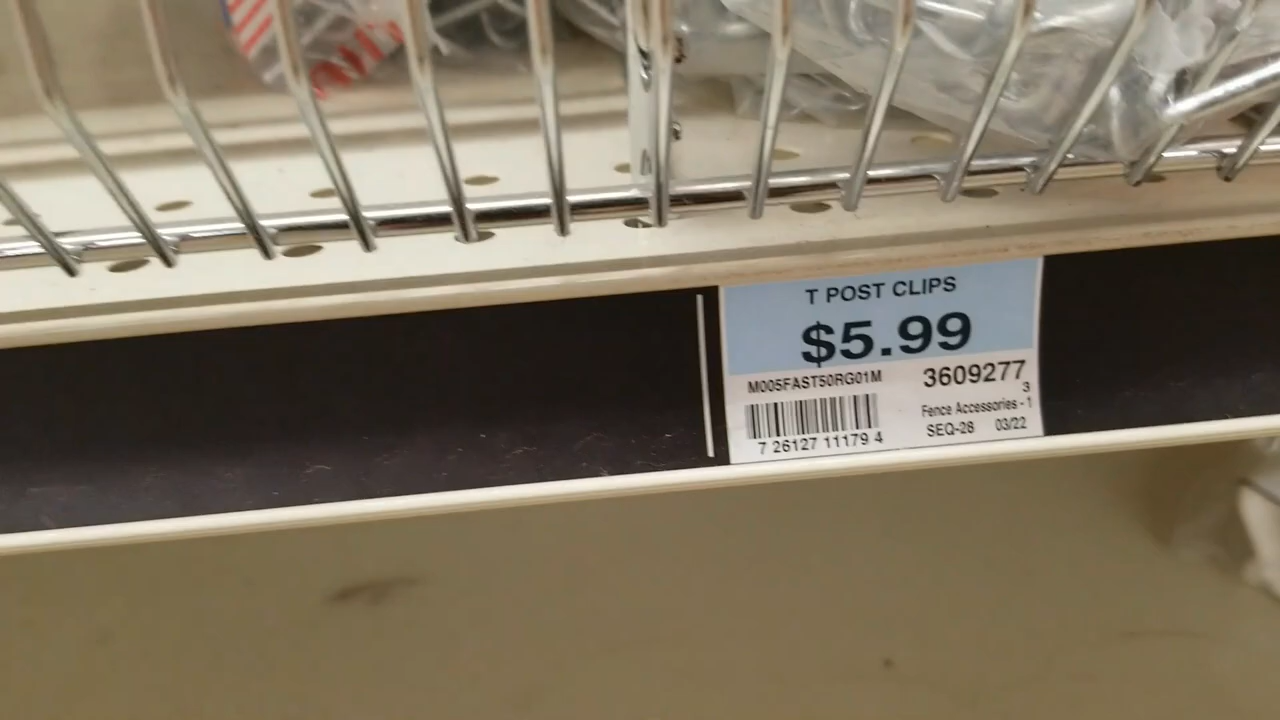 T POST CLIPS
$5.99
M005FAST50RG01M
3609277
3
Fence Accessories - 1
7 26127 11179 4
SEQ-28 03/22